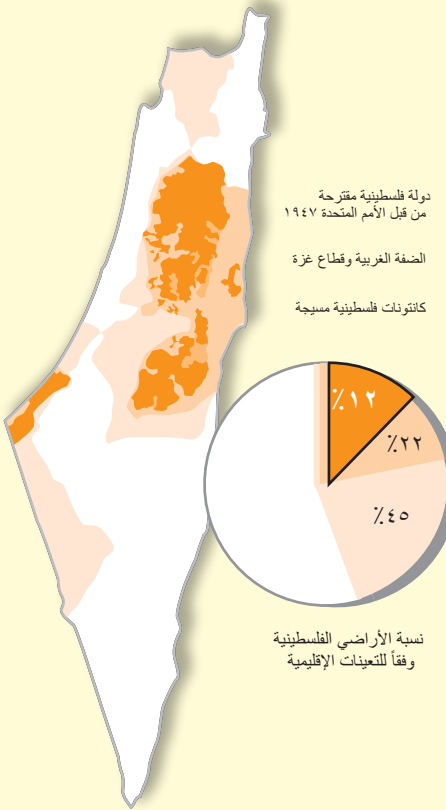 دولة فلسطينية مقترحة
من قبل الأمم المتحدة ١٩٤٧
الضفة الغربية وقطاع غزة
كانتونات فلسطينية مسيجة
٪١٢
٪٢٢
٪٤٥
نسبة الأراضي الفلسطينية
وفقاً للتعينات الإقليمية